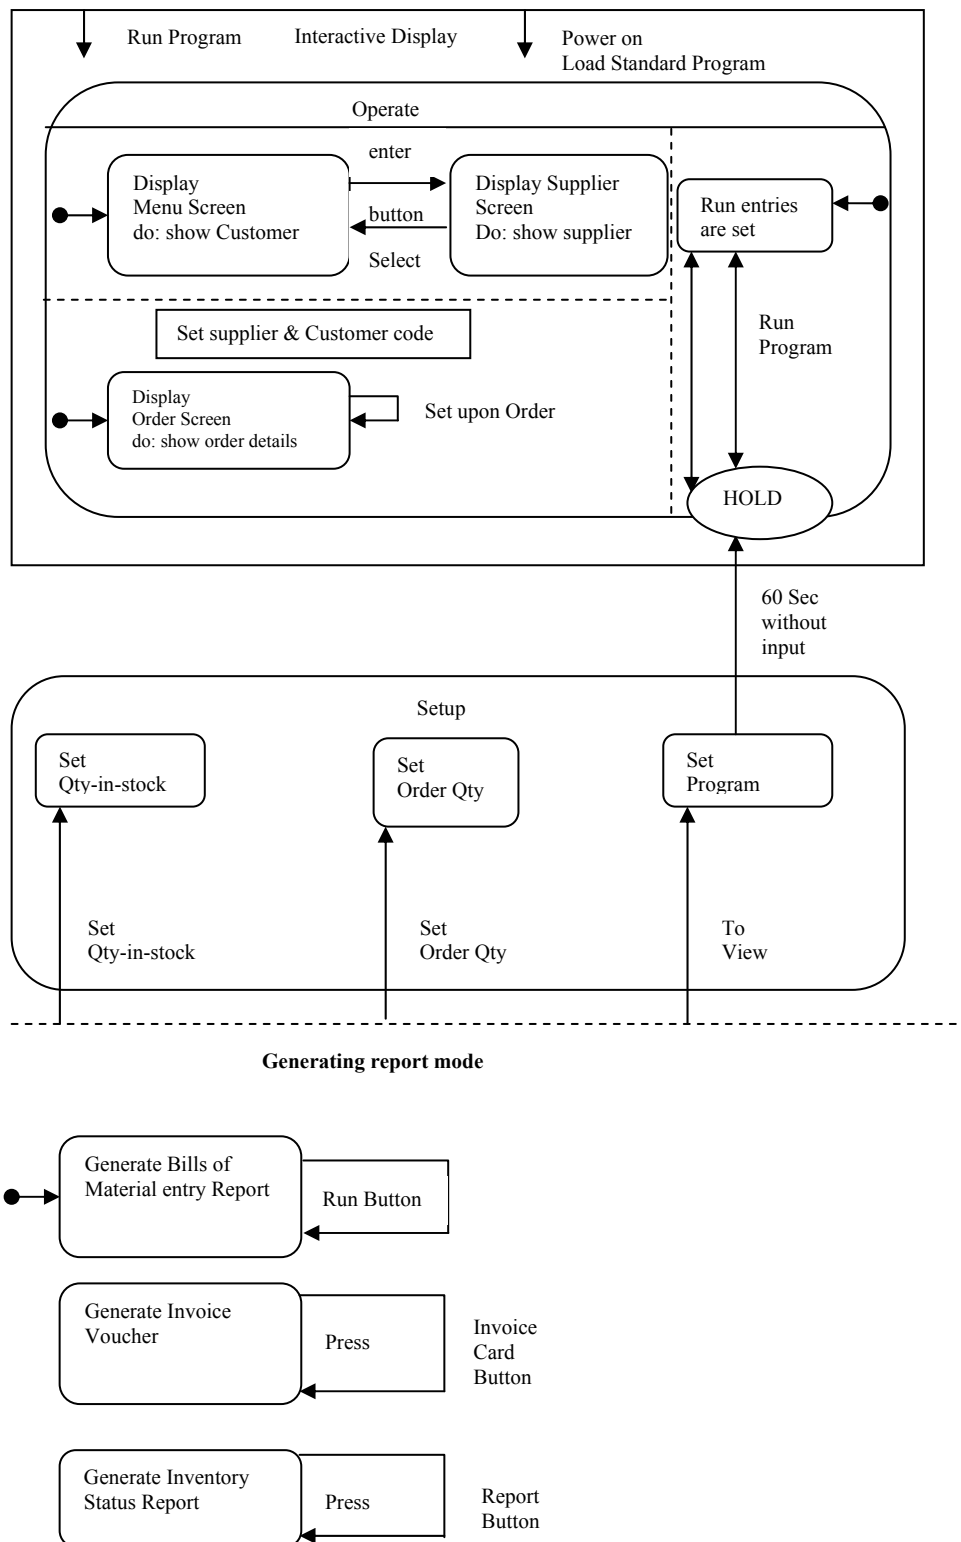 Run Program
Interactive Display
Power on
Load Standard Program
Operate
Display
Menu Screen
do: show Customer
enter
button
Select
Display Supplier
Screen
Do: show supplier
Run entries
are set
Set supplier & Customer code
Run
Program
Display
Order Screen
do: show order details
Set upon Order
HOLD
60 Sec
without
input
Setup
Set
Qty-in-stock
Set
Order Qty
Set
Program
Set
Qty-in-stock
Set
Order Qty
To
View
Generating report mode
Generate Bills of
Material entry Report
Run Button
Generate Invoice
Voucher
Press
Invoice
Card
Button
Generate Inventory
Status Report
Press
Report
Button